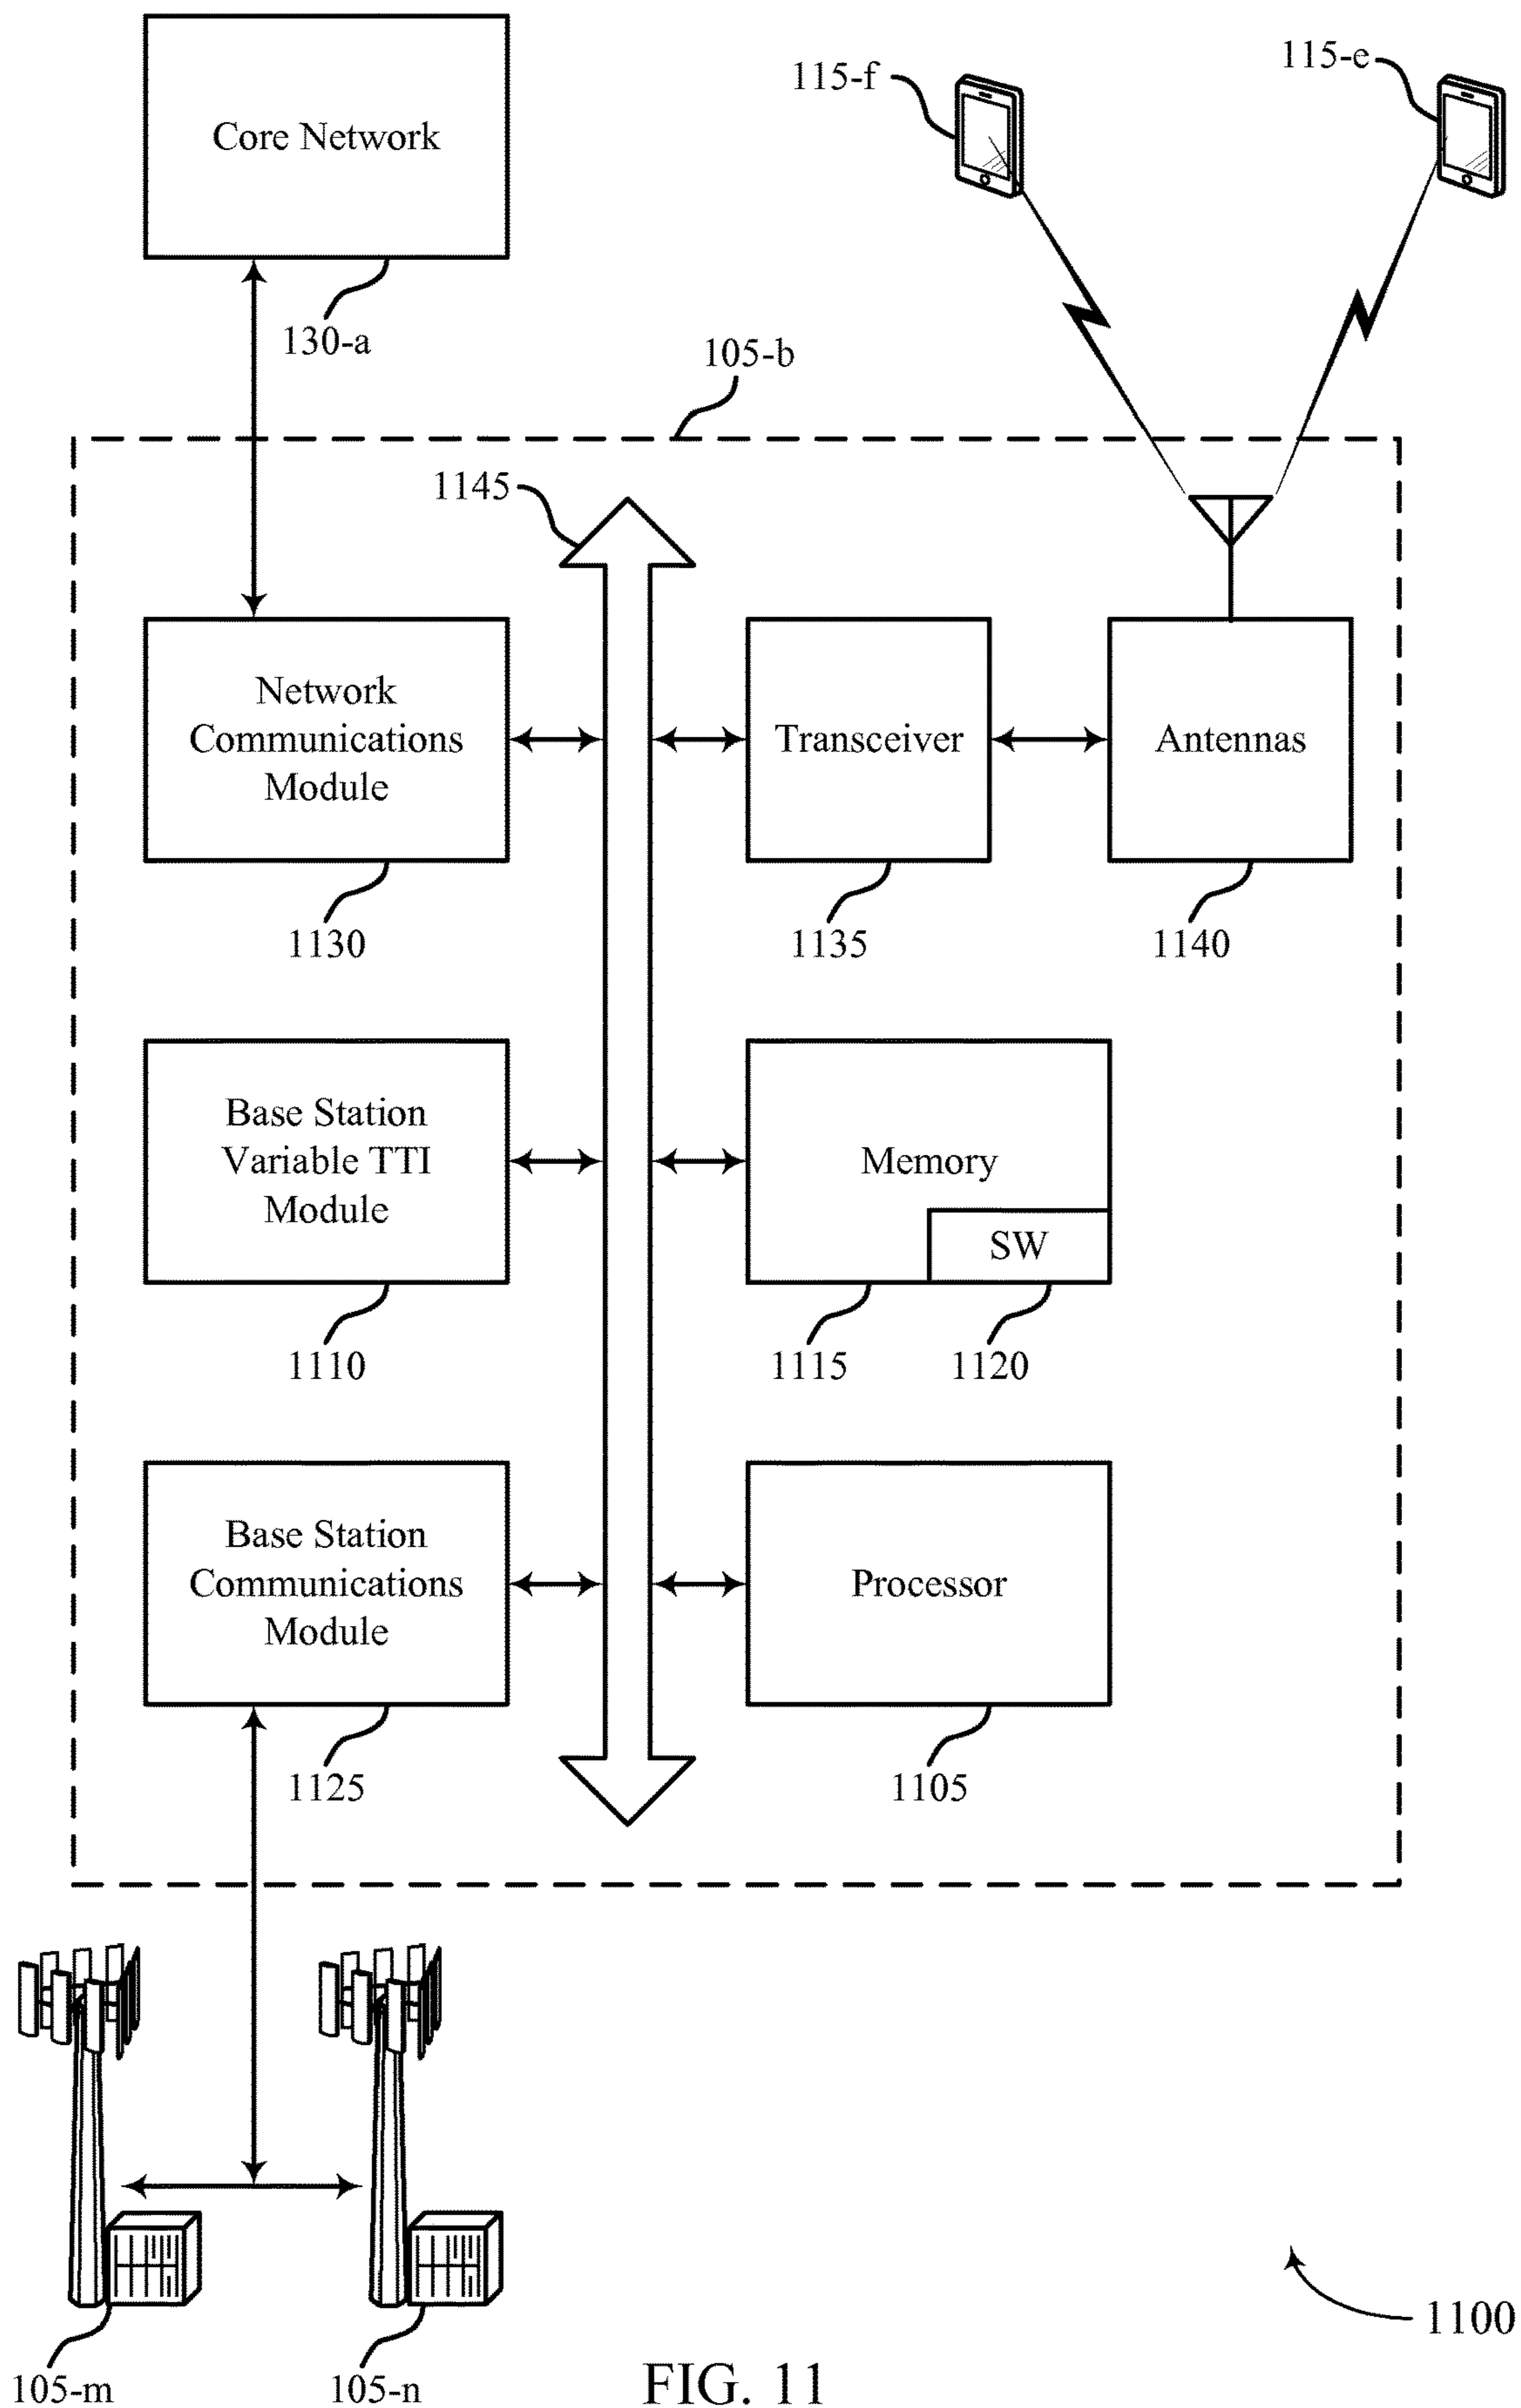 Core Network
130-a
115-f
115-e
105-b
1145
Network
Communications
Module
1130
Transceiver
1135
Antennas
1140
Base Station
Variable TTI
Module
1110
Memory
SW
1115
1120
Base Station
Communications
Module
1125
Processor
1105
105-m
105-n
1100
FIG. 11